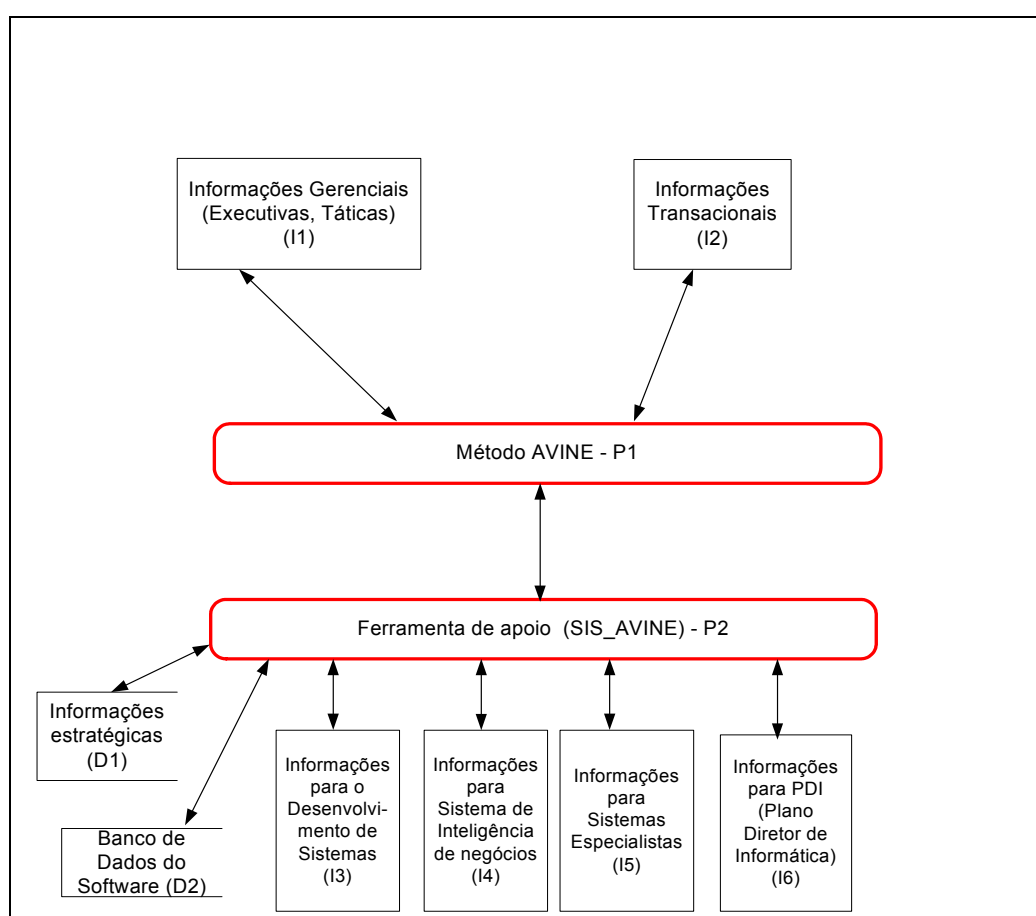 Informações Gerenciais
(Executivas, Táticas)
(I1)
Informações
Transacionais
(I2)
Método AVINE - P1
Ferramenta de apoio (SIS_AVINE) - P2
Informações
estratégicas
(D1)
Banco de
Dados do
Software (D2)
Informações
para o
Desenvolvi-
mento de
Sistemas
(I3)
Informações
para
Sistema de
Inteligência
de negócios
(I4)
Informações
para
Sistemas
Especialistas
(I5)
Informações
para PDI
(Plano
Diretor de
Informática)
(I6)